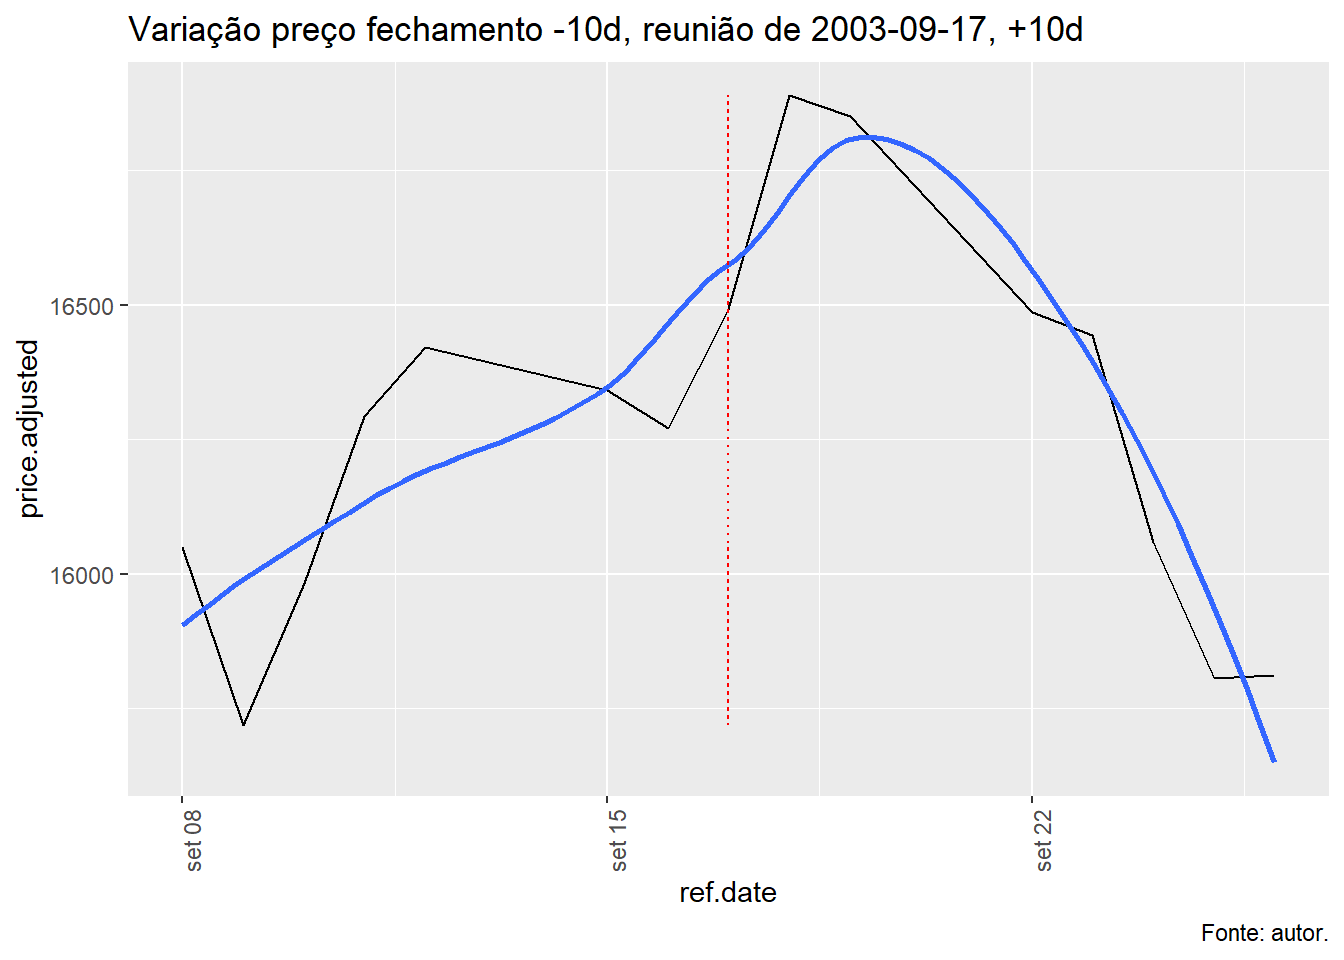 Variação preço fechamento -10d, reunião de 2003-09-17, +10d
price.adjusted
16500
16000
set 08
set 15
set 22
ref.date
Fonte: autor.